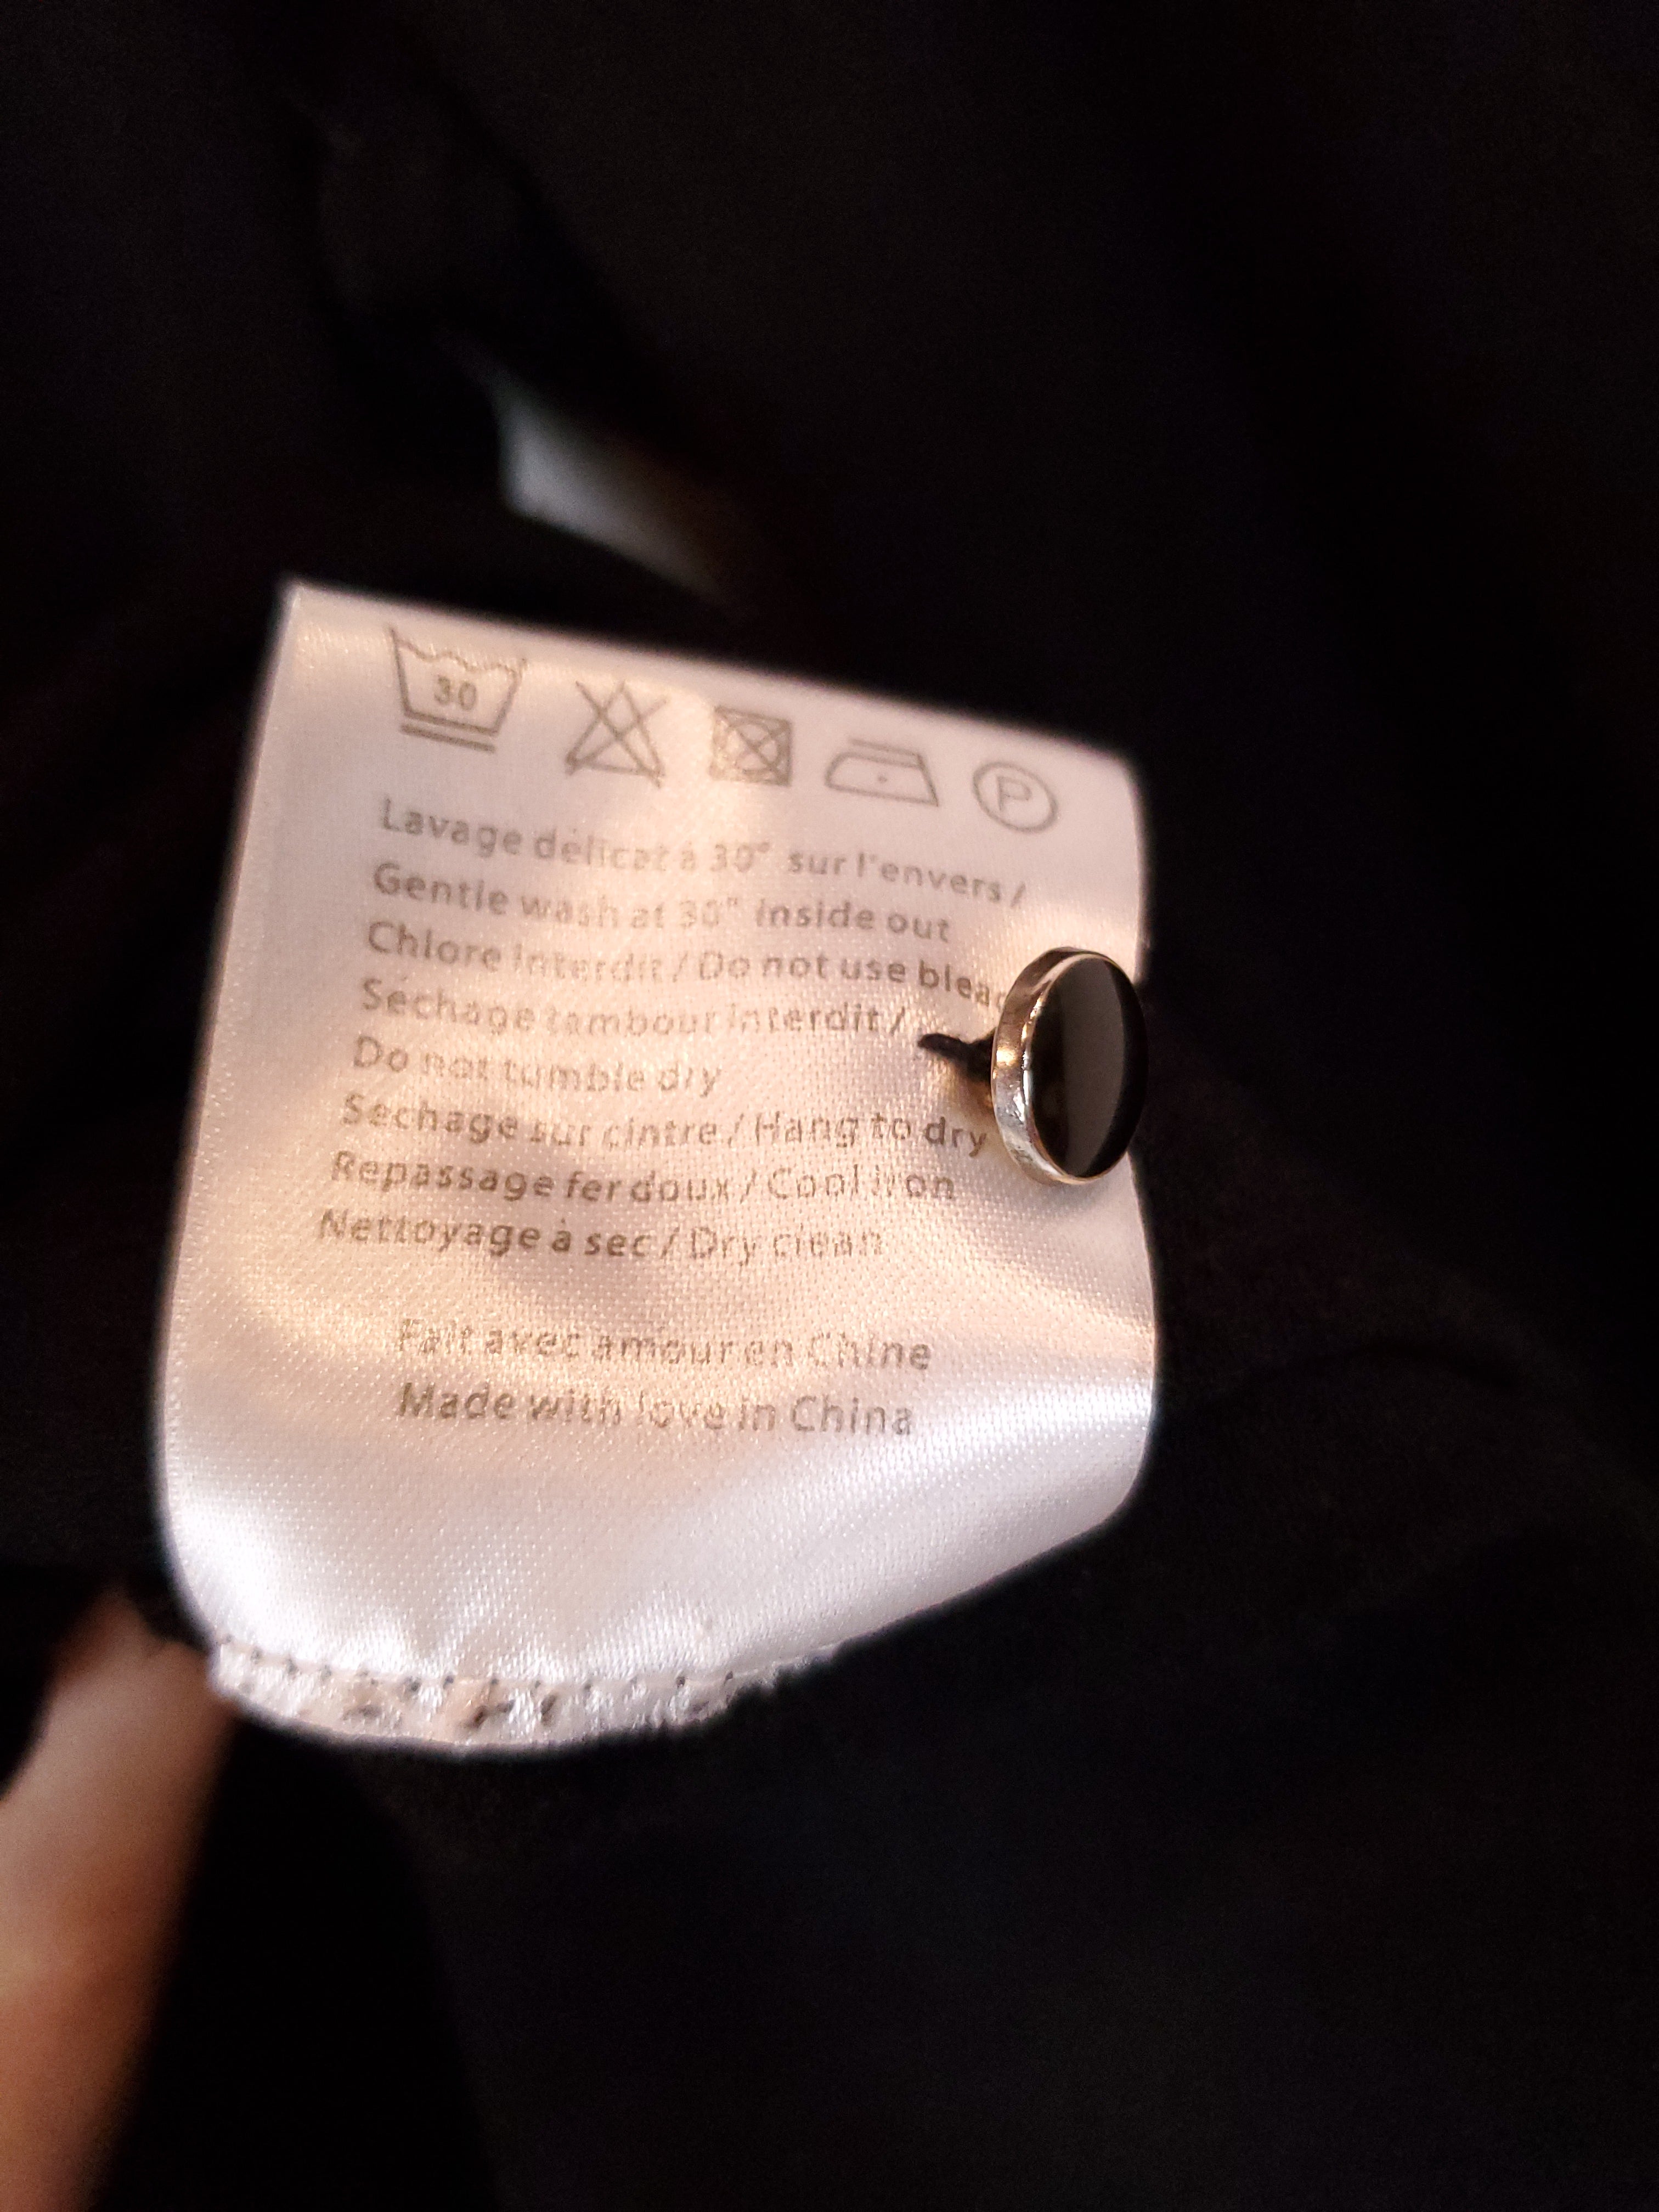 30
P
Lavage délicat à 30° sur l'envers /
Gentle wash at 30° inside out
Chlore interdit / Do not use bleac
Séchage tambour interdit /
Do not tumble dry
Séchage sur cintre / Hang to dry
Repassage fer doux / Cool iron
Nettoyage à sec / Dry clean
Fait avec amour en Chine
Made with love in China